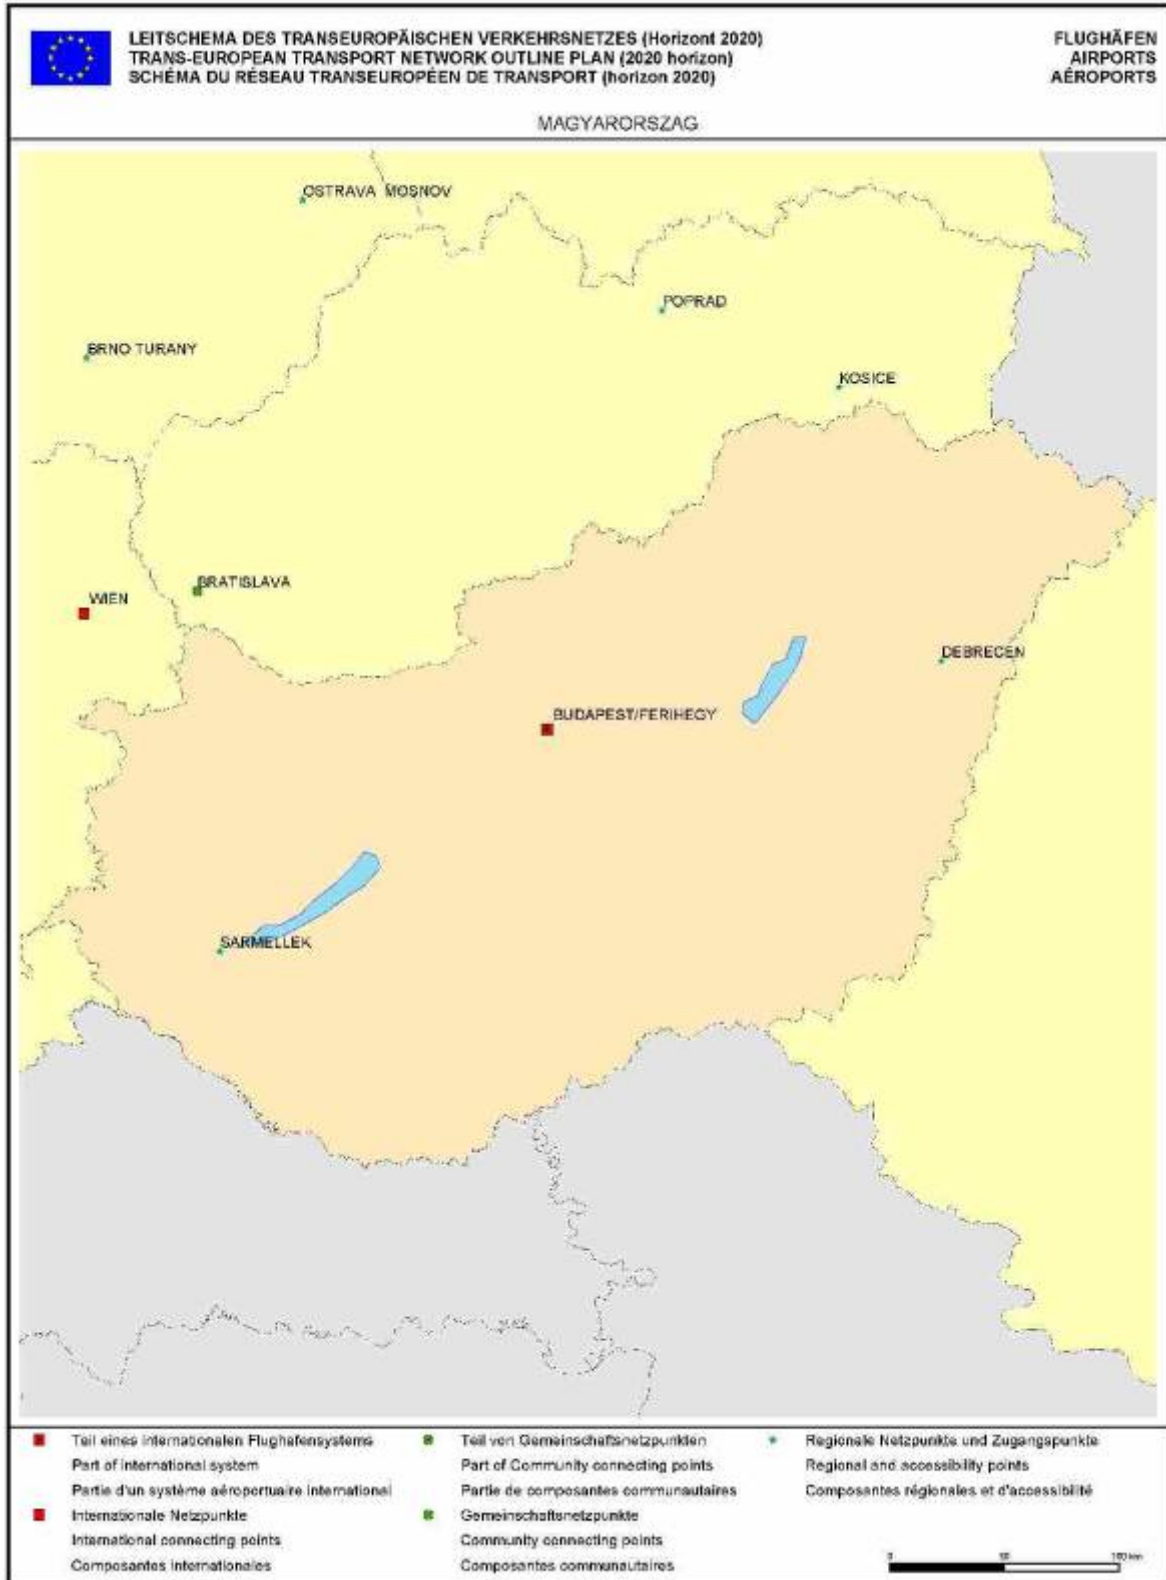 LEITSCHEMA DES TRANSEUROPÄISCHEN VERKEHRSNETZES (Horizont 2020)
TRANS-EUROPEAN TRANSPORT NETWORK OUTLINE PLAN (2020 horizon)
SCHÉMA DU RÉSEAU TRANSEUROPÉEN DE TRANSPORT (horizon 2020)
FLUGHÄFEN
AIRPORTS
AÉROPORTS
MAGYARORSZAG
OSTRAVA MOSNOV
POPRAD
BRNO TURANY
KOSICE
BRATISLAVA
WIEN
DEBRECEN
BUDAPEST/FERIHEGY
SARMELLEK
Teil eines internationalen Flughafensystems
Part of international system
Partie d'un système aéroportuaire international
Internationale Netzpunkte
International connecting points
Composantes internationales
Teil von Gemeinschaftsnetzpunkten
Part of Community connecting points
Partie de composantes communautaires
Gemeinschaftsnetzpunkte
Community connecting points
Composantes communautaires
Regionale Netzpunkte und Zugangspunkte
Regional and accessibility points
Composantes régionales et d'accessibilité
0 50 100 km